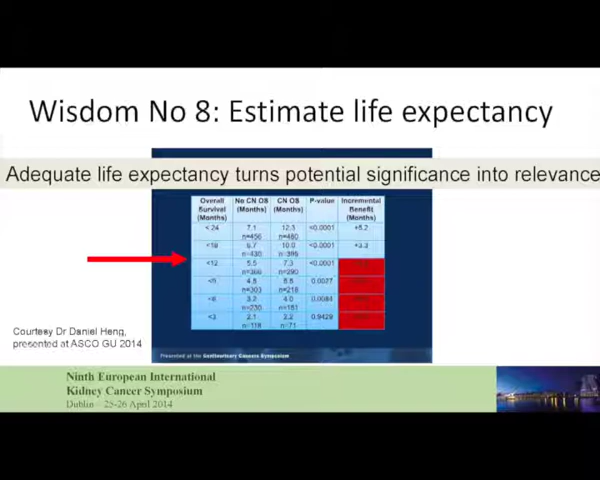 Wisdom No 8: Estimate life expectancy
Adequate life expectancy turns potential significance into relevance
Overall Survival (Months) No CN OS (Months) CN OS (Months) P-value Incremental Benefit (Months)
<24 7.1 n=456 12.3 n=480 <0.0001 +5.2
<18 6.7 n=430 10.0 n=395 <0.0001 +3.3
<12 5.5 n=366 7.3 n=290 <0.0001
<9 4.5 n=303 5.5 n=218 0.0027
<6 3.2 n=230 4.0 n=151 0.0084
<3 2.1 n=118 2.2 n=71 0.9429
Courtesy Dr Daniel Heng,
presented at ASCO GU 2014
Presented at the Genitourinary Cancers Symposium
Ninth European International
Kidney Cancer Symposium
Dublin – 25-26 April 2014